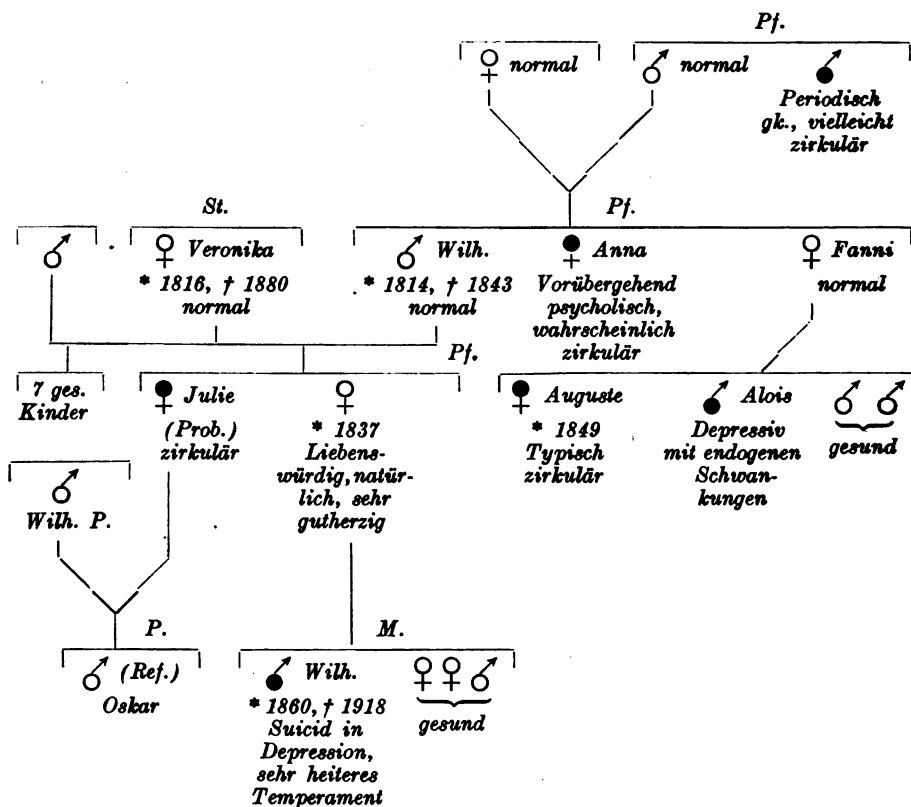 Pf.
normal
normal
Periodisch
gk., vielleicht
zirkulär
St.
Pf.
Veronika
* 1816, † 1880
normal
Wilh.
* 1814, † 1843
normal
Anna
Vorübergehend
psycholisch,
wahrscheinlich
zirkulär
Fanni
normal
Pf.
7 ges.
Kinder
Julie
(Prob.)
zirkulär
* 1837
Liebens-
würdig, natür-
lich, sehr
gutherzig
Auguste
* 1849
Typisch
zirkulär
Alois
Depressiv
mit endogenen
Schwan-
kungen
gesund
Wilh. P.
P.
M.
(Ref.)
Oskar
Wilh.
* 1860, † 1918
Suicid in
Depression,
sehr heiteres
Temperament
gesund